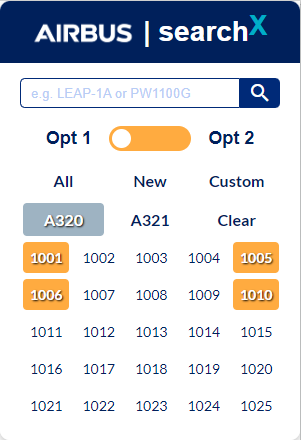 AIRBUS | searchX
e.g. LEAP-1A or PW1100G
Opt 1 Opt 2
All New Custom
A320 A321 Clear
1001 1002 1003 1004 1005
1006 1007 1008 1009 1010
1011 1012 1013 1014 1015
1016 1017 1018 1019 1020
1021 1022 1023 1024 1025